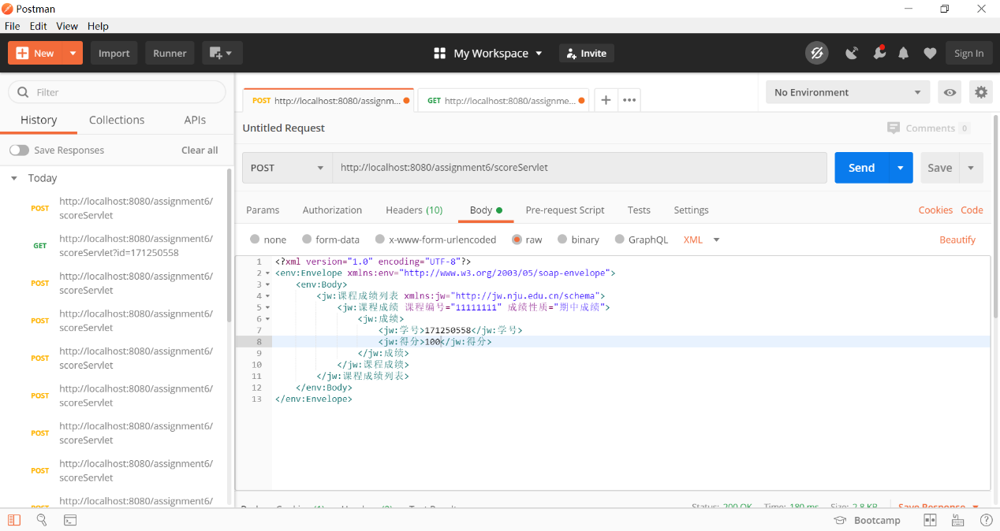 Postman
File Edit View Help
New Import Runner My Workspace Invite Sign In
Filter
History Collections APIs
Save Responses Clear all
Today
POST http://localhost:8080/assignment6/
scoreServlet
GET http://localhost:8080/assignment6/
scoreServlet?id=171250558
POST http://localhost:8080/assignment6/
scoreServlet
POST http://localhost:8080/assignment6/
scoreServlet
POST http://localhost:8080/assignment6/
scoreServlet
POST http://localhost:8080/assignment6/
scoreServlet
POST http://localhost:8080/assignment6/
scoreServlet
POST http://localhost:8080/assignment6/
scoreServlet
POST http://localhost:8080/assignment6/
POST http://localhost:8080/assignm... GET http://localhost:8080/assignme... + •••
No Environment
Untitled Request
Comments 0
POST http://localhost:8080/assignment6/scoreServlet Send Save
Params Authorization Headers (10) Body Pre-request Script Tests Settings Cookies Code
none form-data x-www-form-urlencoded raw binary GraphQL XML Beautify
1 <?xml version="1.0" encoding="UTF-8"?>
2 <env:Envelope xmlns:env="http://www.w3.org/2003/05/soap-envelope">
3 <env:Body>
4 <jw:课程成绩列表 xmlns:jw="http://jw.nju.edu.cn/schema">
5 <jw:课程成绩 课程编号="11111111" 成绩性质="期中成绩">
6 <jw:成绩>
7 <jw:学号>171250558</jw:学号>
8 <jw:得分>100</jw:得分>
9 </jw:成绩>
10 </jw:课程成绩>
11 </jw:课程成绩列表>
12 </env:Body>
13 </env:Envelope>
Status: 200 OK Time: 180 ms Size: 2.8 KB Save Response
Bootcamp